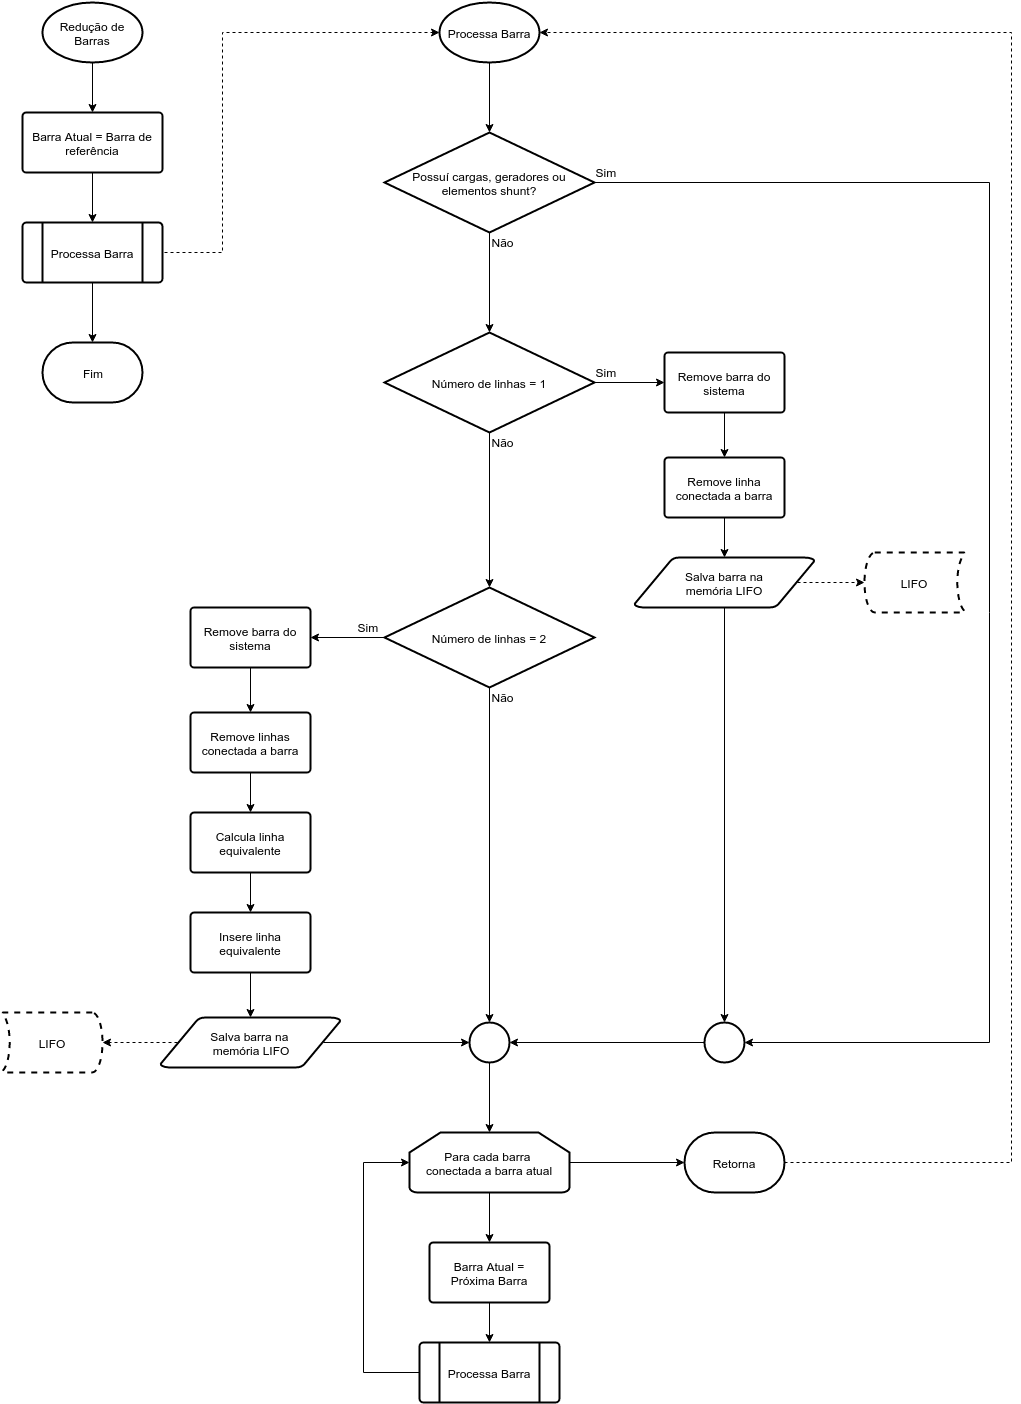 Redução de
Barras
Barra Atual = Barra de
referência
Processa Barra
Fim
Processa Barra
Possuí cargas, geradores ou
elementos shunt?
Sim
Não
Número de linhas = 1
Sim
Não
Remove barra do
sistema
Remove linha
conectada a barra
Salva barra na
memória LIFO
LIFO
Número de linhas = 2
Sim
Não
Remove barra do
sistema
Remove linhas
conectada a barra
Calcula linha
equivalente
Insere linha
equivalente
Salva barra na
memória LIFO
LIFO
Para cada barra
conectada a barra atual
Retorna
Barra Atual =
Próxima Barra
Processa Barra